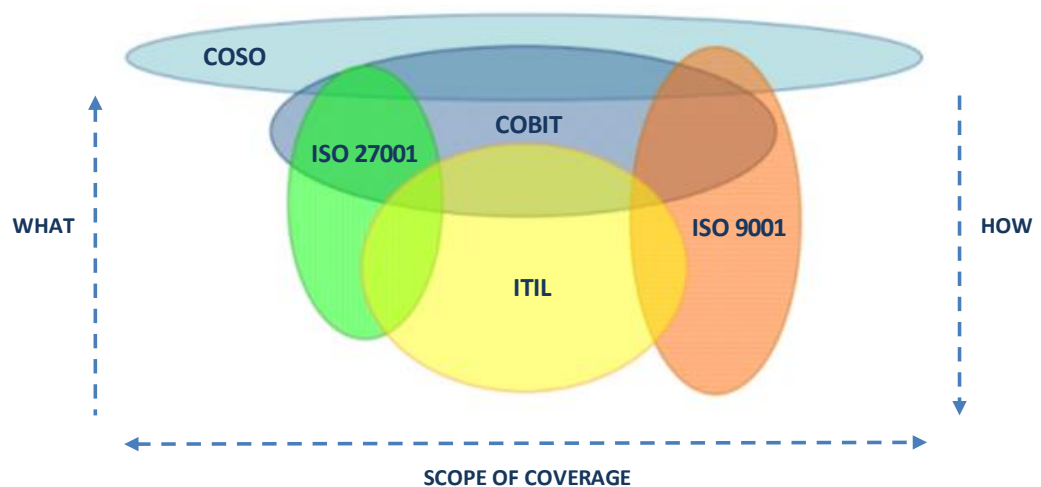 COSO
COBIT
ISO 27001
WHAT
ISO 9001
HOW
ITIL
SCOPE OF COVERAGE